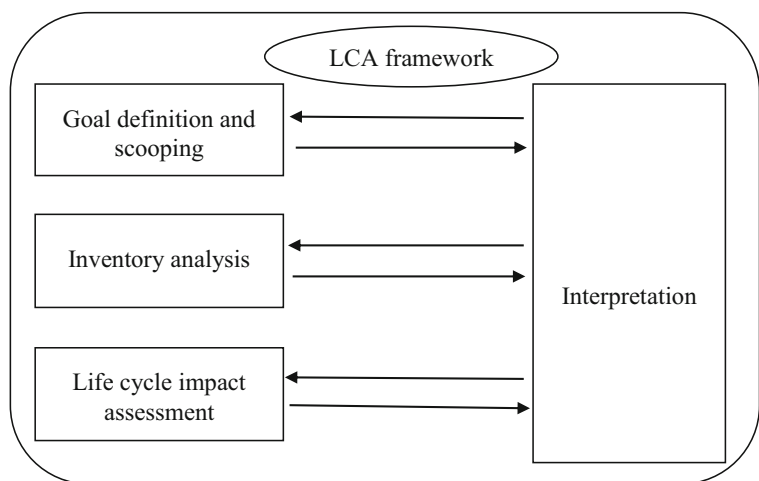 LCA framework
Goal definition and
scooping
Inventory analysis
Interpretation
Life cycle impact
assessment